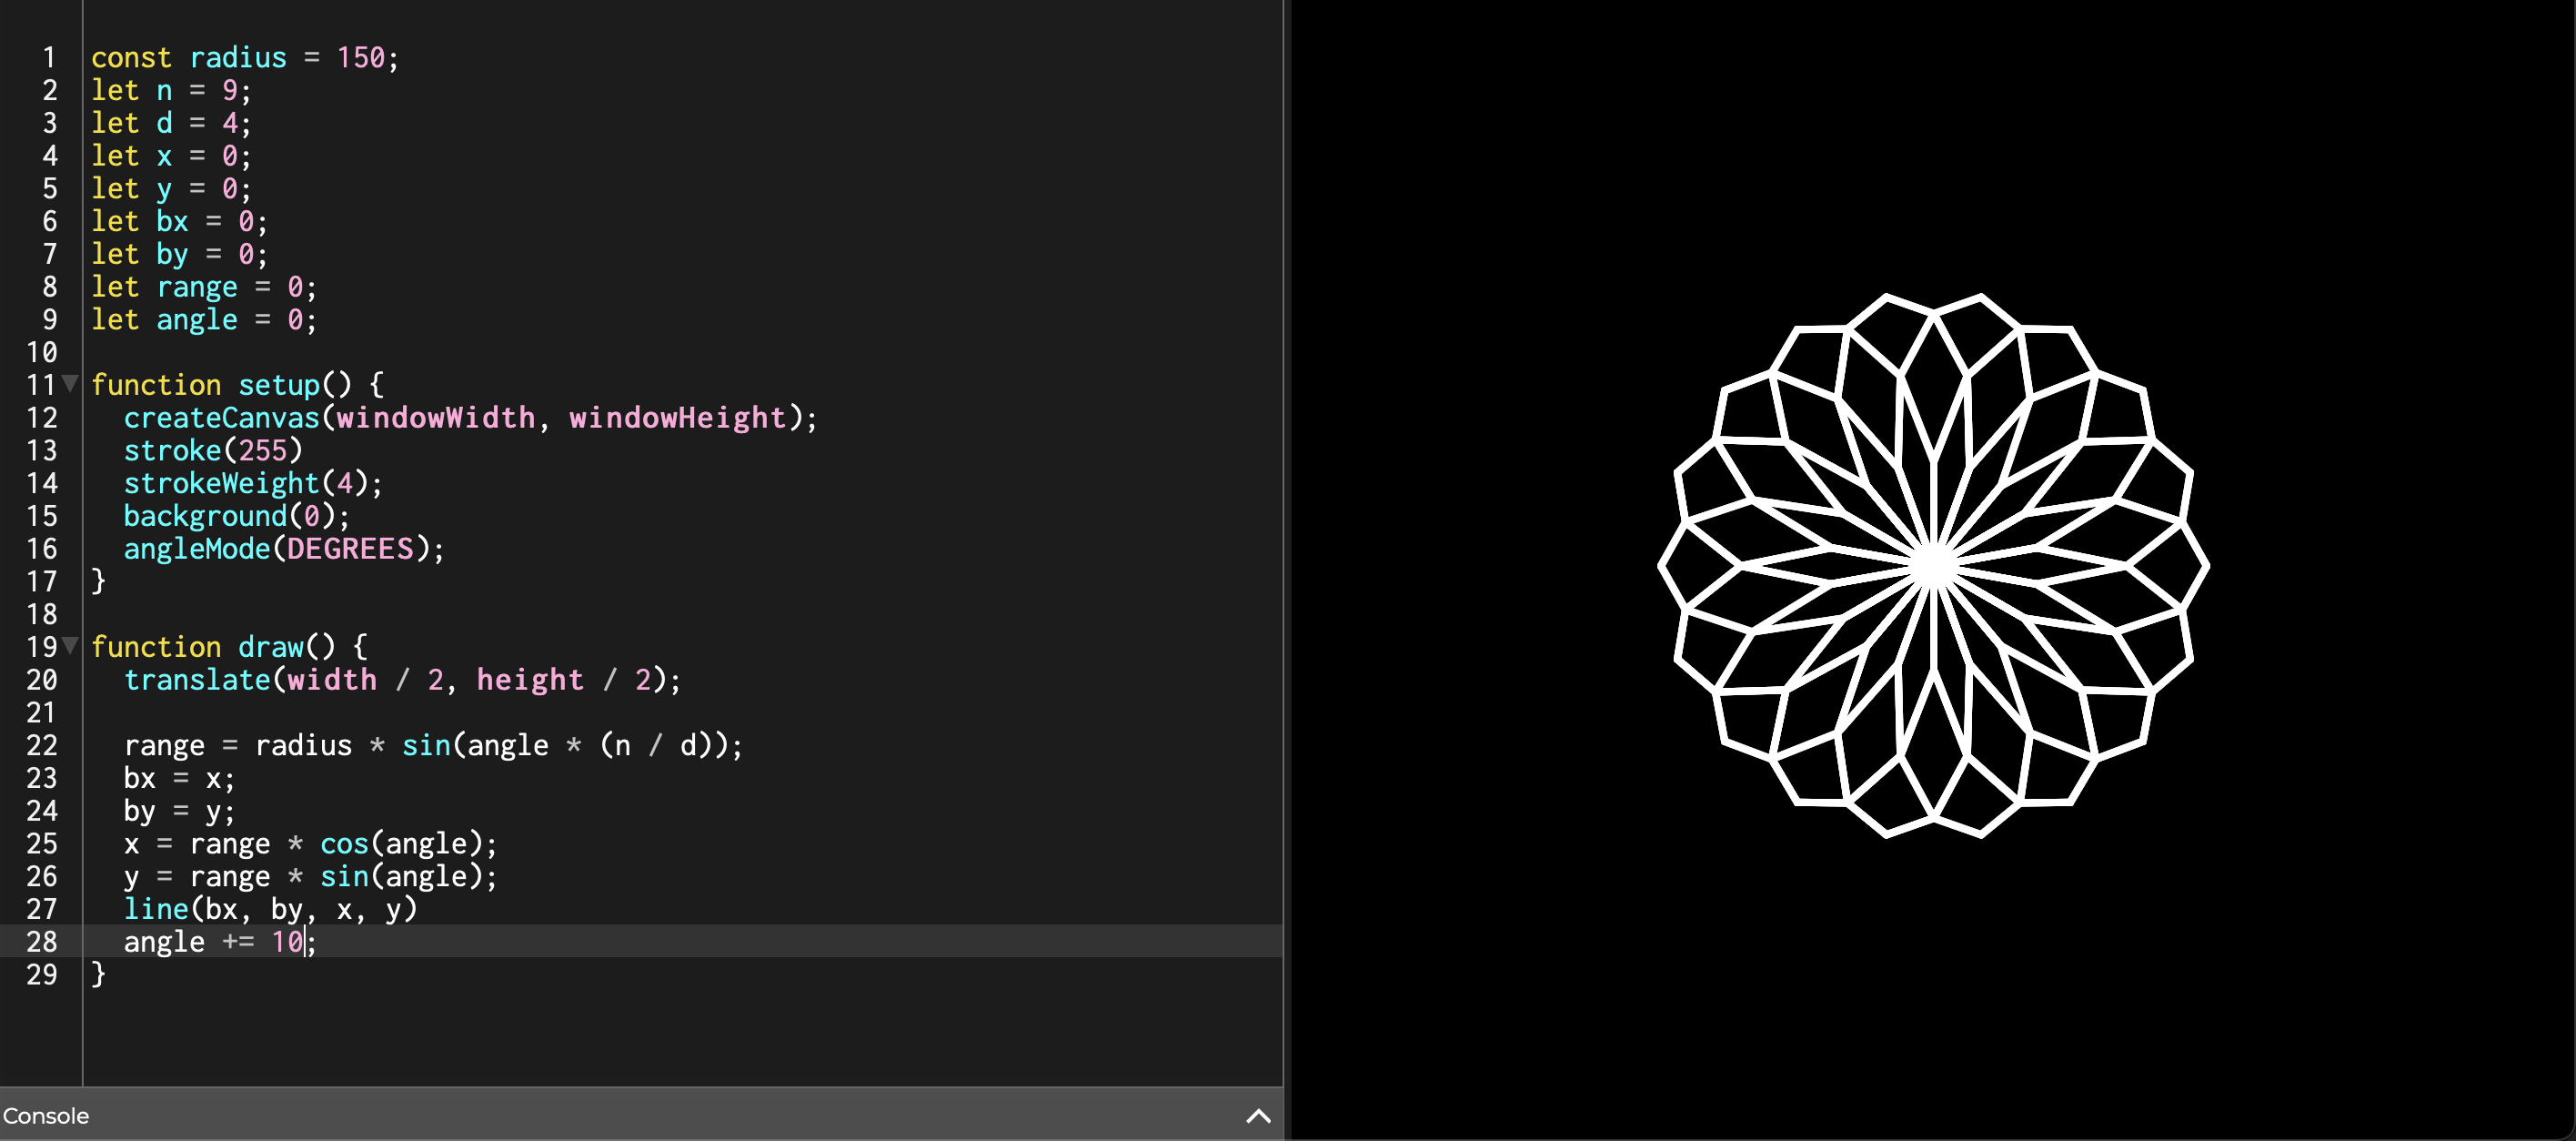 1 const radius = 150;
2 let n = 9;
3 let d = 4;
4 let x = 0;
5 let y = 0;
6 let bx = 0;
7 let by = 0;
8 let range = 0;
9 let angle = 0;
10
11 function setup() {
12 createCanvas(windowWidth, windowHeight);
13 stroke(255)
14 strokeWeight(4);
15 background(0);
16 angleMode(DEGREES);
17 }
18
19 function draw() {
20 translate(width / 2, height / 2);
21
22 range = radius * sin(angle * (n / d));
23 bx = x;
24 by = y;
25 x = range * cos(angle);
26 y = range * sin(angle);
27 line(bx, by, x, y)
28 angle += 10;
29 }
Console